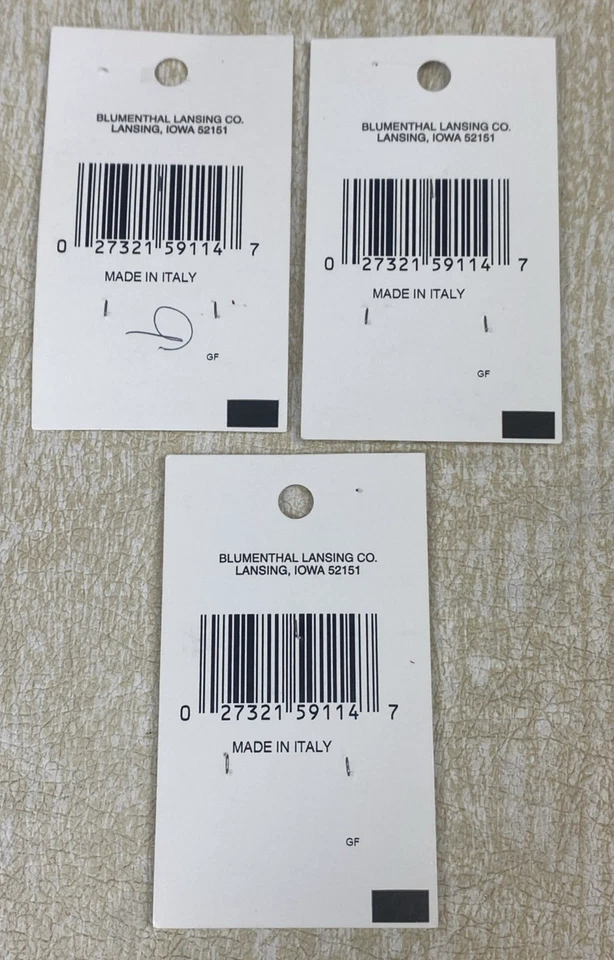 BLUMENTHAL LANSING CO.
LANSING, IOWA 52151
0 27321 59114 7
MADE IN ITALY
GF
BLUMENTHAL LANSING CO.
LANSING, IOWA 52151
0 27321 59114 7
MADE IN ITALY
GF
BLUMENTHAL LANSING CO.
LANSING, IOWA 52151
0 27321 59114 7
MADE IN ITALY
GF